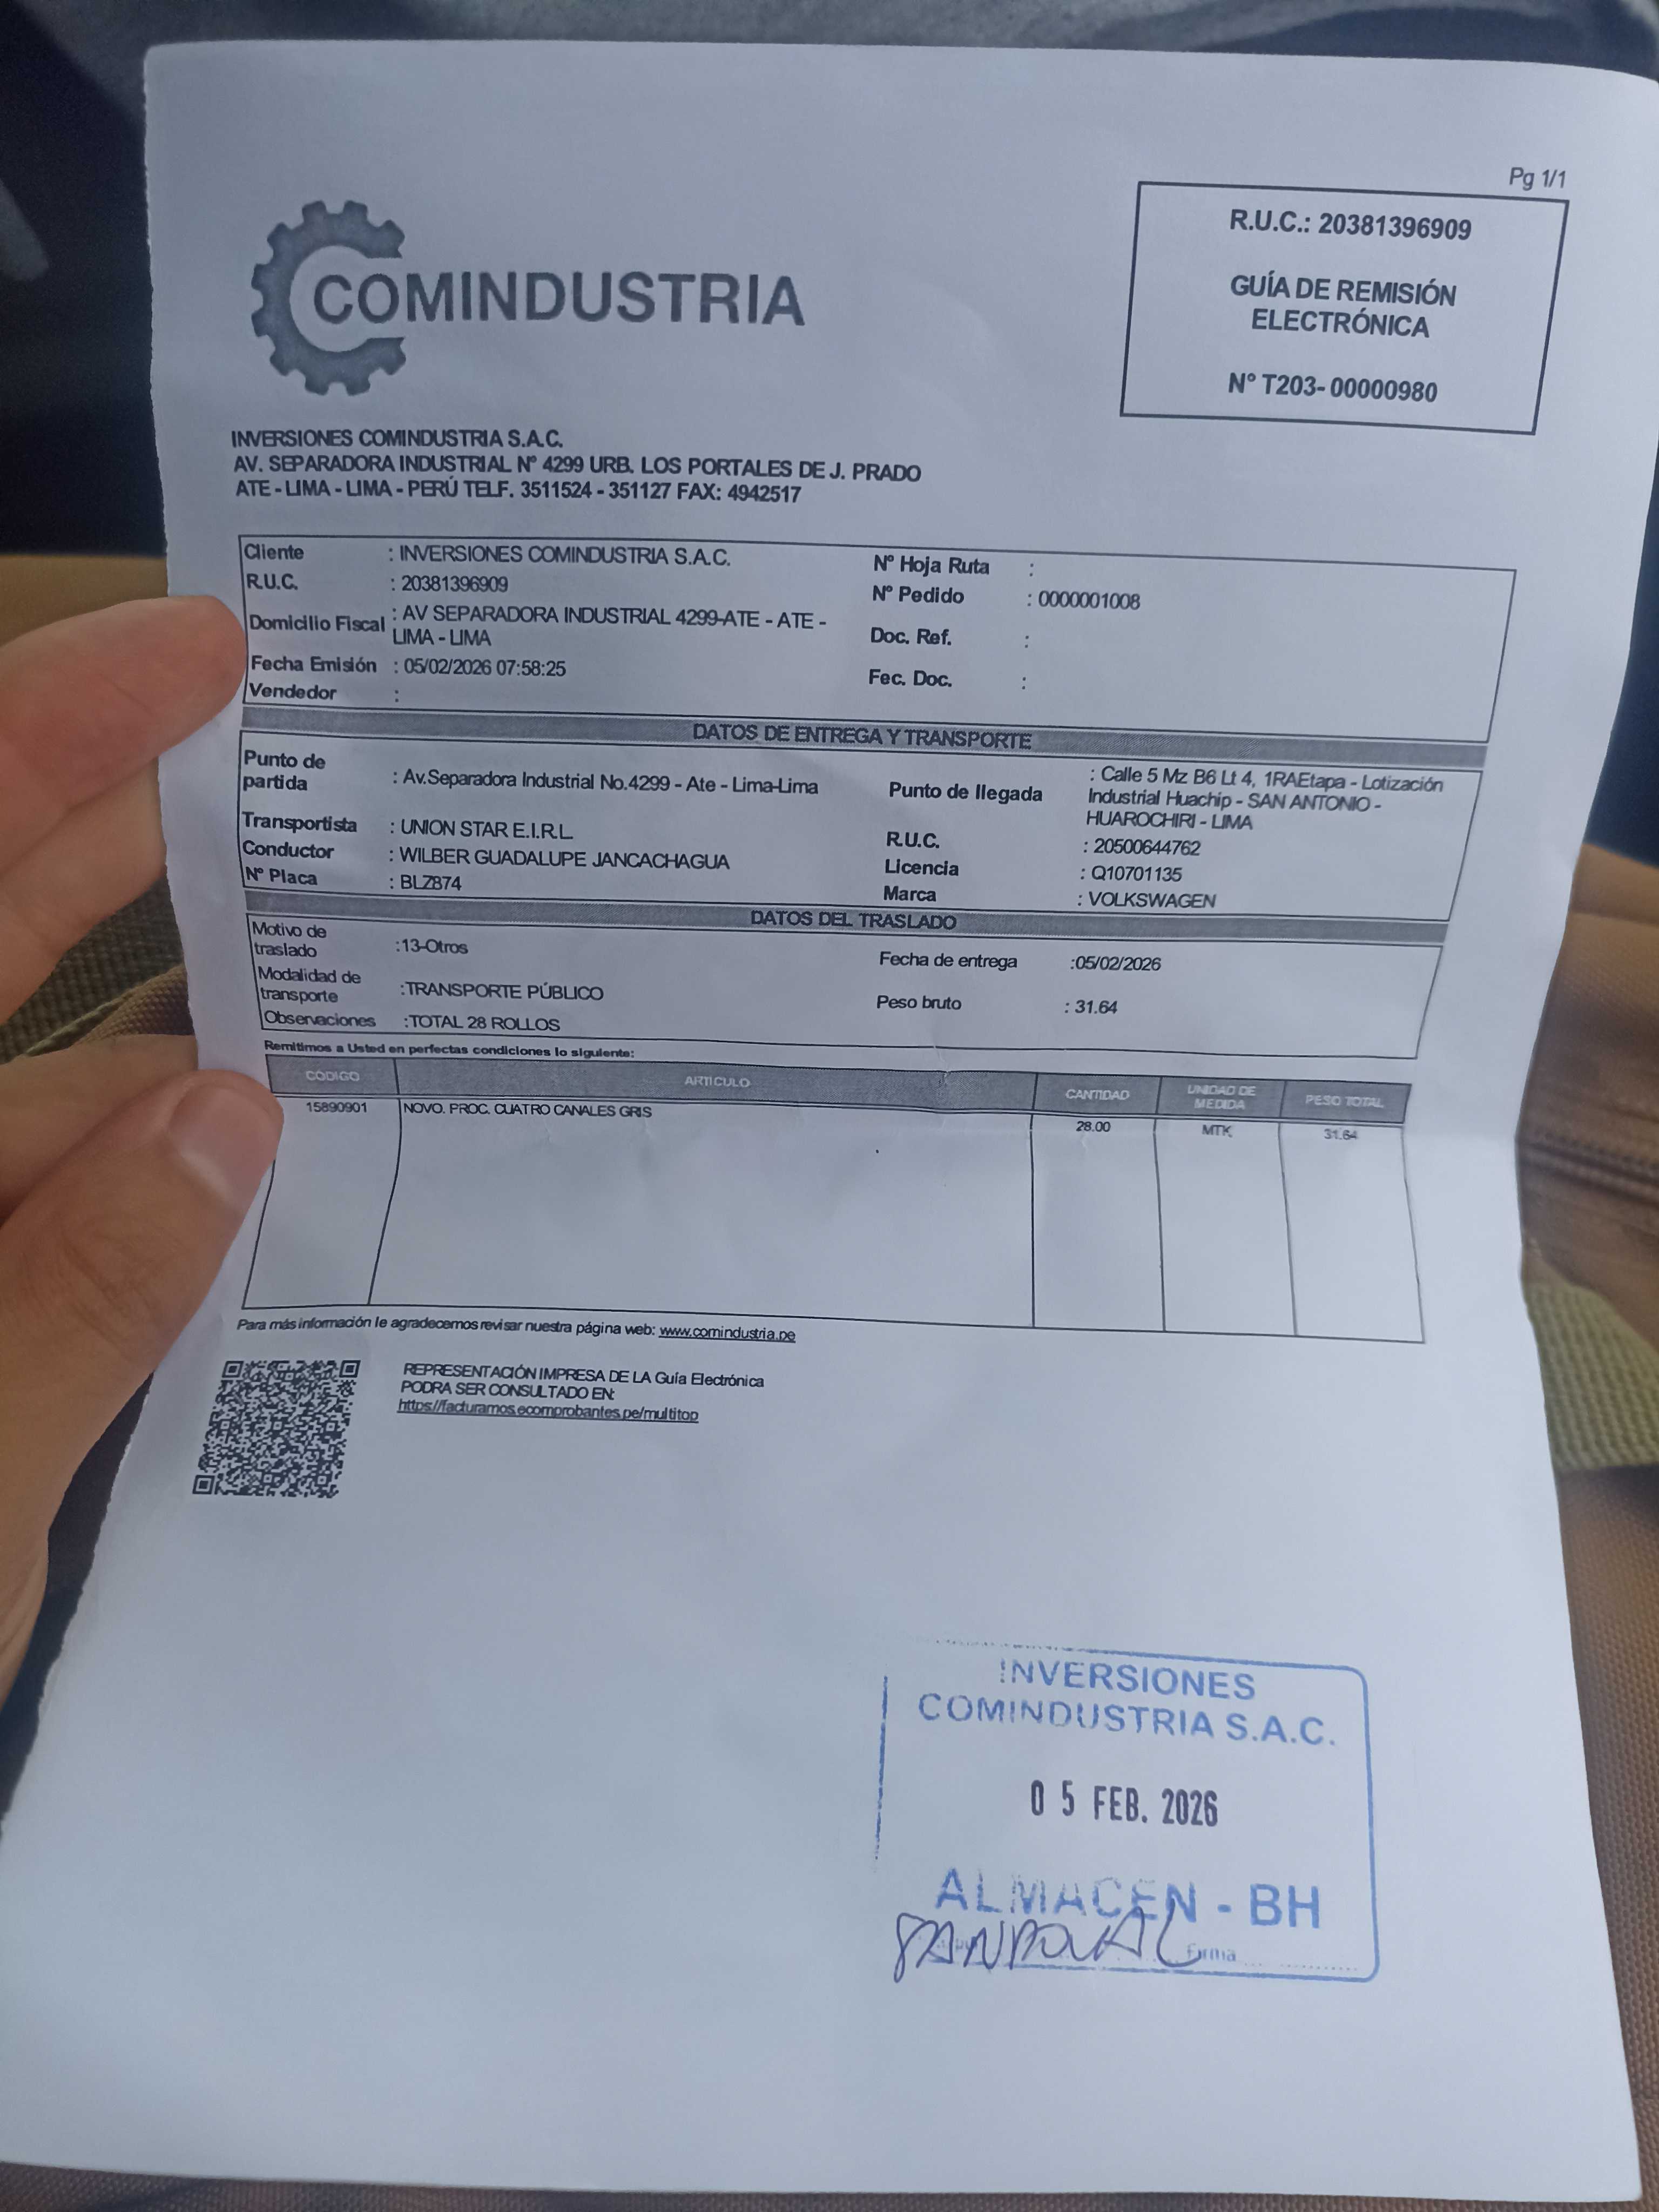 Pg 1/1
COMINDUSTRIA
R.U.C.: 20381396909
GUÍA DE REMISIÓN
ELECTRÓNICA
N° T203- 00000980
INVERSIONES COMINDUSTRIA S.A.C.
AV. SEPARADORA INDUSTRIAL N° 4299 URB. LOS PORTALES DE J. PRADO
ATE - LIMA - LIMA - PERÚ TELF. 3511524 - 351127 FAX: 4942517
Cliente : INVERSIONES COMINDUSTRIA S.A.C. N° Hoja Ruta :
R.U.C. : 20381396909 N° Pedido : 0000001008
Domicilio Fiscal : AV SEPARADORA INDUSTRIAL 4299-ATE - ATE -
LIMA - LIMA Doc. Ref. :
Fecha Emisión : 05/02/2026 07:58:25 Fec. Doc. :
Vendedor :
DATOS DE ENTREGA Y TRANSPORTE
Punto de partida : Av.Separadora Industrial No.4299 - Ate - Lima-Lima
Punto de llegada : Calle 5 Mz B6 Lt 4, 1RAEtapa - Lotización
Industrial Huachip - SAN ANTONIO -
HUAROCHIRI - LIMA
Transportista : UNION STAR E.I.R.L. R.U.C. : 20500644762
Conductor : WILBER GUADALUPE JANCACHAGUA Licencia : Q10701135
N° Placa : BLZ874 Marca : VOLKSWAGEN
DATOS DEL TRASLADO
Motivo de
traslado :13-Otros Fecha de entrega :05/02/2026
Modalidad de
transporte :TRANSPORTE PÚBLICO Peso bruto : 31.64
Observaciones :TOTAL 28 ROLLOS
Remitimos a Usted en perfectas condiciones lo siguiente:
CÓDIGO ARTICULO CANTIDAD UNIDAD DE MEDIDA PESO TOTAL
15890901 NOVO. PROC. CUATRO CANALES GRIS 28.00 MTK 31.64
Para más información le agradecemos revisar nuestra página web: www.comindustria.pe
REPRESENTACIÓN IMPRESA DE LA Guía Electrónica
PODRA SER CONSULTADO EN:
https://facturamos.ecomprobantes.pe/multitop
INVERSIONES
COMINDUSTRIA S.A.C.
05 FEB. 2026
ALMACEN - BH
SANDOVAL
Firma